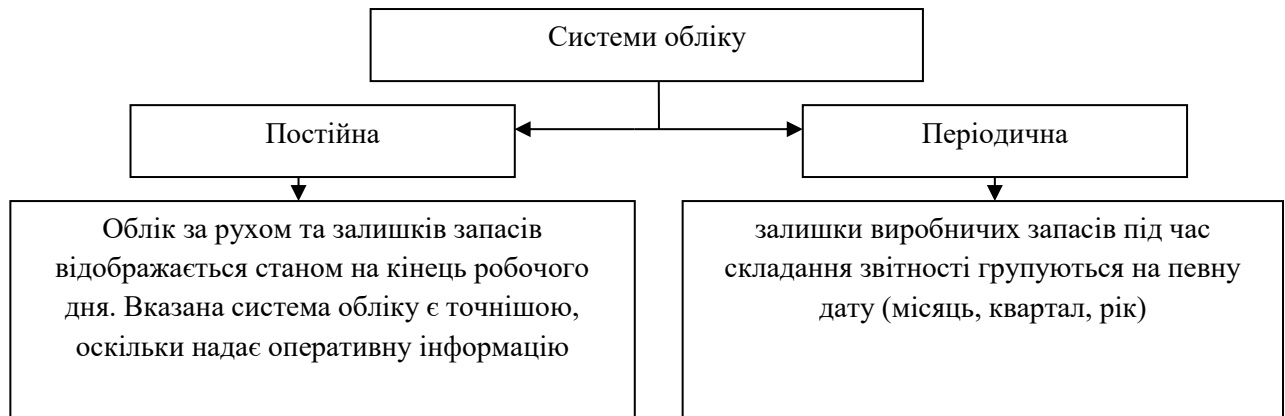 Системи обліку
Постійна
Періодична
Облік за рухом та залишків запасів
відображається станом на кінець робочого
дня. Вказана система обліку є точнішою,
оскільки надає оперативну інформацію
залишки виробничих запасів під час
складання звітності групуються на певну
дату (місяць, квартал, рік)